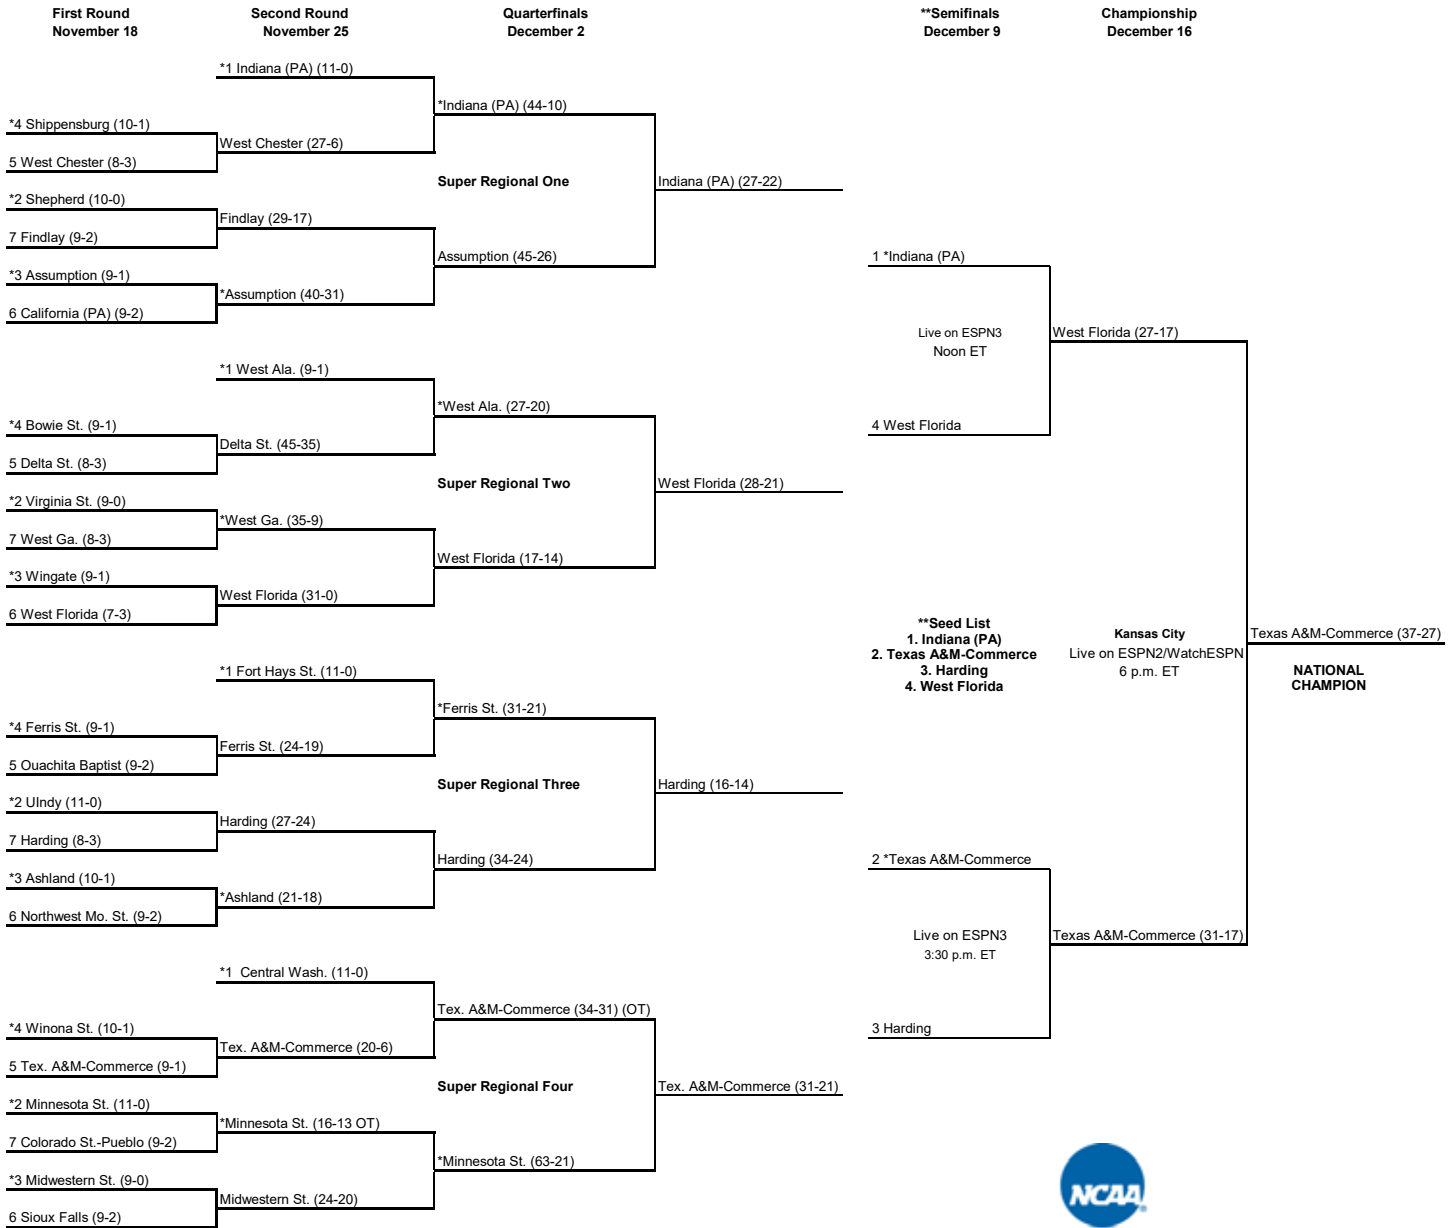 First Round
November 18
Second Round
November 25
Quarterfinals
December 2
**Semifinals
December 9
Championship
December 16
*1 Indiana (PA) (11-0)
*Indiana (PA) (44-10)
*4 Shippensburg (10-1)
West Chester (27-6)
5 West Chester (8-3)
Super Regional One
Indiana (PA) (27-22)
*2 Shepherd (10-0)
Findlay (29-17)
7 Findlay (9-2)
Assumption (45-26)
1 *Indiana (PA)
*3 Assumption (9-1)
*Assumption (40-31)
6 California (PA) (9-2)
Live on ESPN3
Noon ET
West Florida (27-17)
*1 West Ala. (9-1)
*West Ala. (27-20)
*4 Bowie St. (9-1)
4 West Florida
Delta St. (45-35)
5 Delta St. (8-3)
Super Regional Two
West Florida (28-21)
*2 Virginia St. (9-0)
*West Ga. (35-9)
7 West Ga. (8-3)
West Florida (17-14)
*3 Wingate (9-1)
West Florida (31-0)
6 West Florida (7-3)
**Seed List
1. Indiana (PA)
2. Texas A&M-Commerce
3. Harding
4. West Florida
Kansas City
Live on ESPN2/WatchESPN
6 p.m. ET
Texas A&M-Commerce (37-27)
NATIONAL
CHAMPION
*1 Fort Hays St. (11-0)
*Ferris St. (31-21)
*4 Ferris St. (9-1)
Ferris St. (24-19)
5 Ouachita Baptist (9-2)
Super Regional Three
Harding (16-14)
*2 UIndy (11-0)
Harding (27-24)
7 Harding (8-3)
Harding (34-24)
2 *Texas A&M-Commerce
*3 Ashland (10-1)
*Ashland (21-18)
6 Northwest Mo. St. (9-2)
Live on ESPN3
3:30 p.m. ET
Texas A&M-Commerce (31-17)
*1 Central Wash. (11-0)
Tex. A&M-Commerce (34-31) (OT)
*4 Winona St. (10-1)
3 Harding
Tex. A&M-Commerce (20-6)
5 Tex. A&M-Commerce (9-1)
Super Regional Four
Tex. A&M-Commerce (31-21)
*2 Minnesota St. (11-0)
*Minnesota St. (16-13 OT)
7 Colorado St.-Pueblo (9-2)
*Minnesota St. (63-21)
*3 Midwestern St. (9-0)
Midwestern St. (24-20)
6 Sioux Falls (9-2)
NCAA